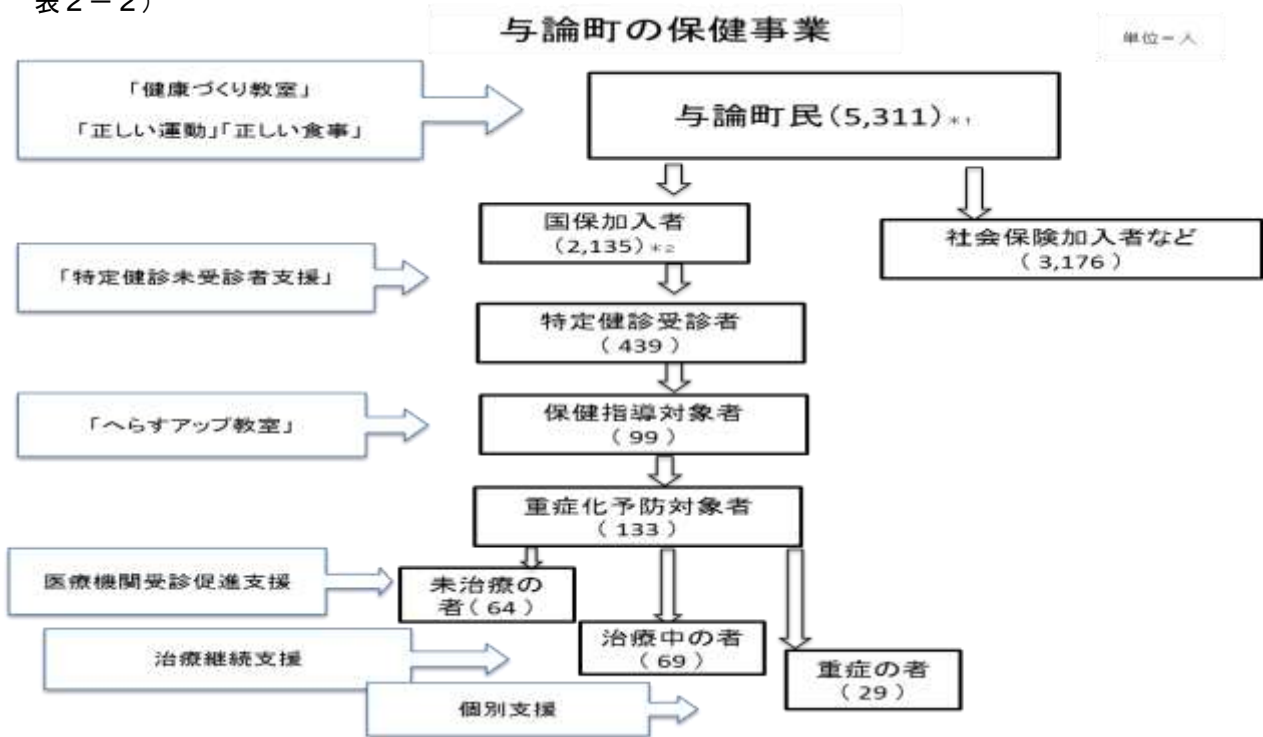 表２－２）
与論町の保健事業
単位＝人
「健康づくり教室」
「正しい運動」「正しい食事」
与論町民(5,311)＊1
国保加入者
(2,135)＊2
社会保険加入者など
(3,176)
「特定健診未受診者支援」
特定健診受診者
(439)
「へらすアップ教室」
保健指導対象者
(99)
重症化予防対象者
(133)
医療機関受診促進支援
未治療の
者(64)
治療継続支援
治療中の者
(69)
個別支援
重症の者
(29)